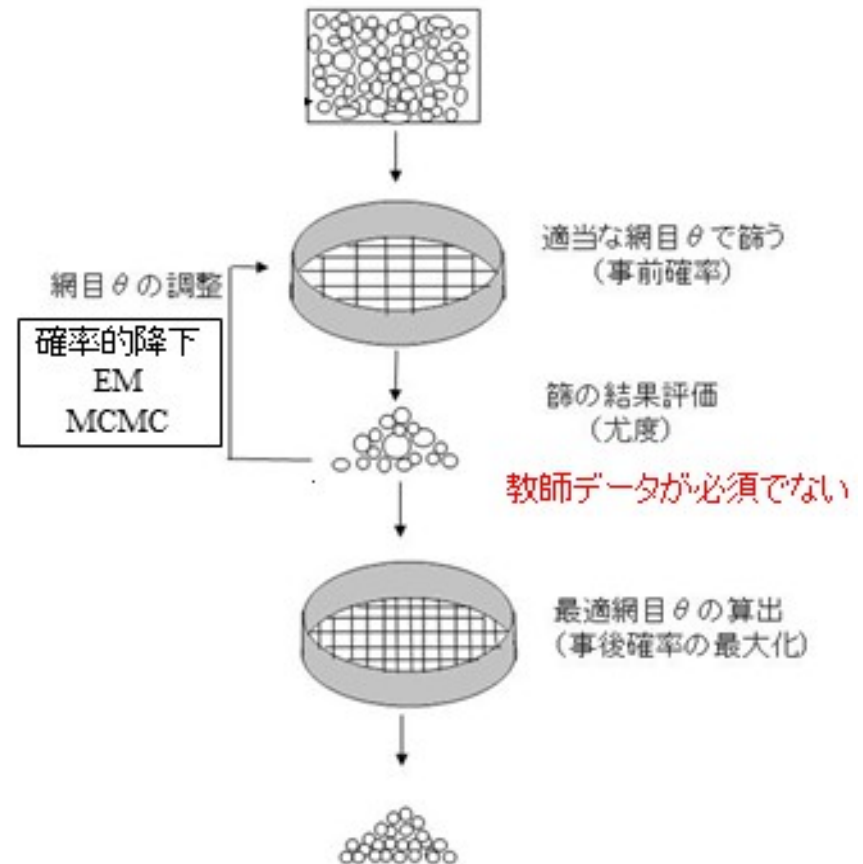 適当な網目θで篩う
(事前確率)
網目θの調整
確率的降下
EM
MCMC
篩の結果評価
(尤度)
教師データが必須でない
最適網目θの算出
(事後確率の最大化)